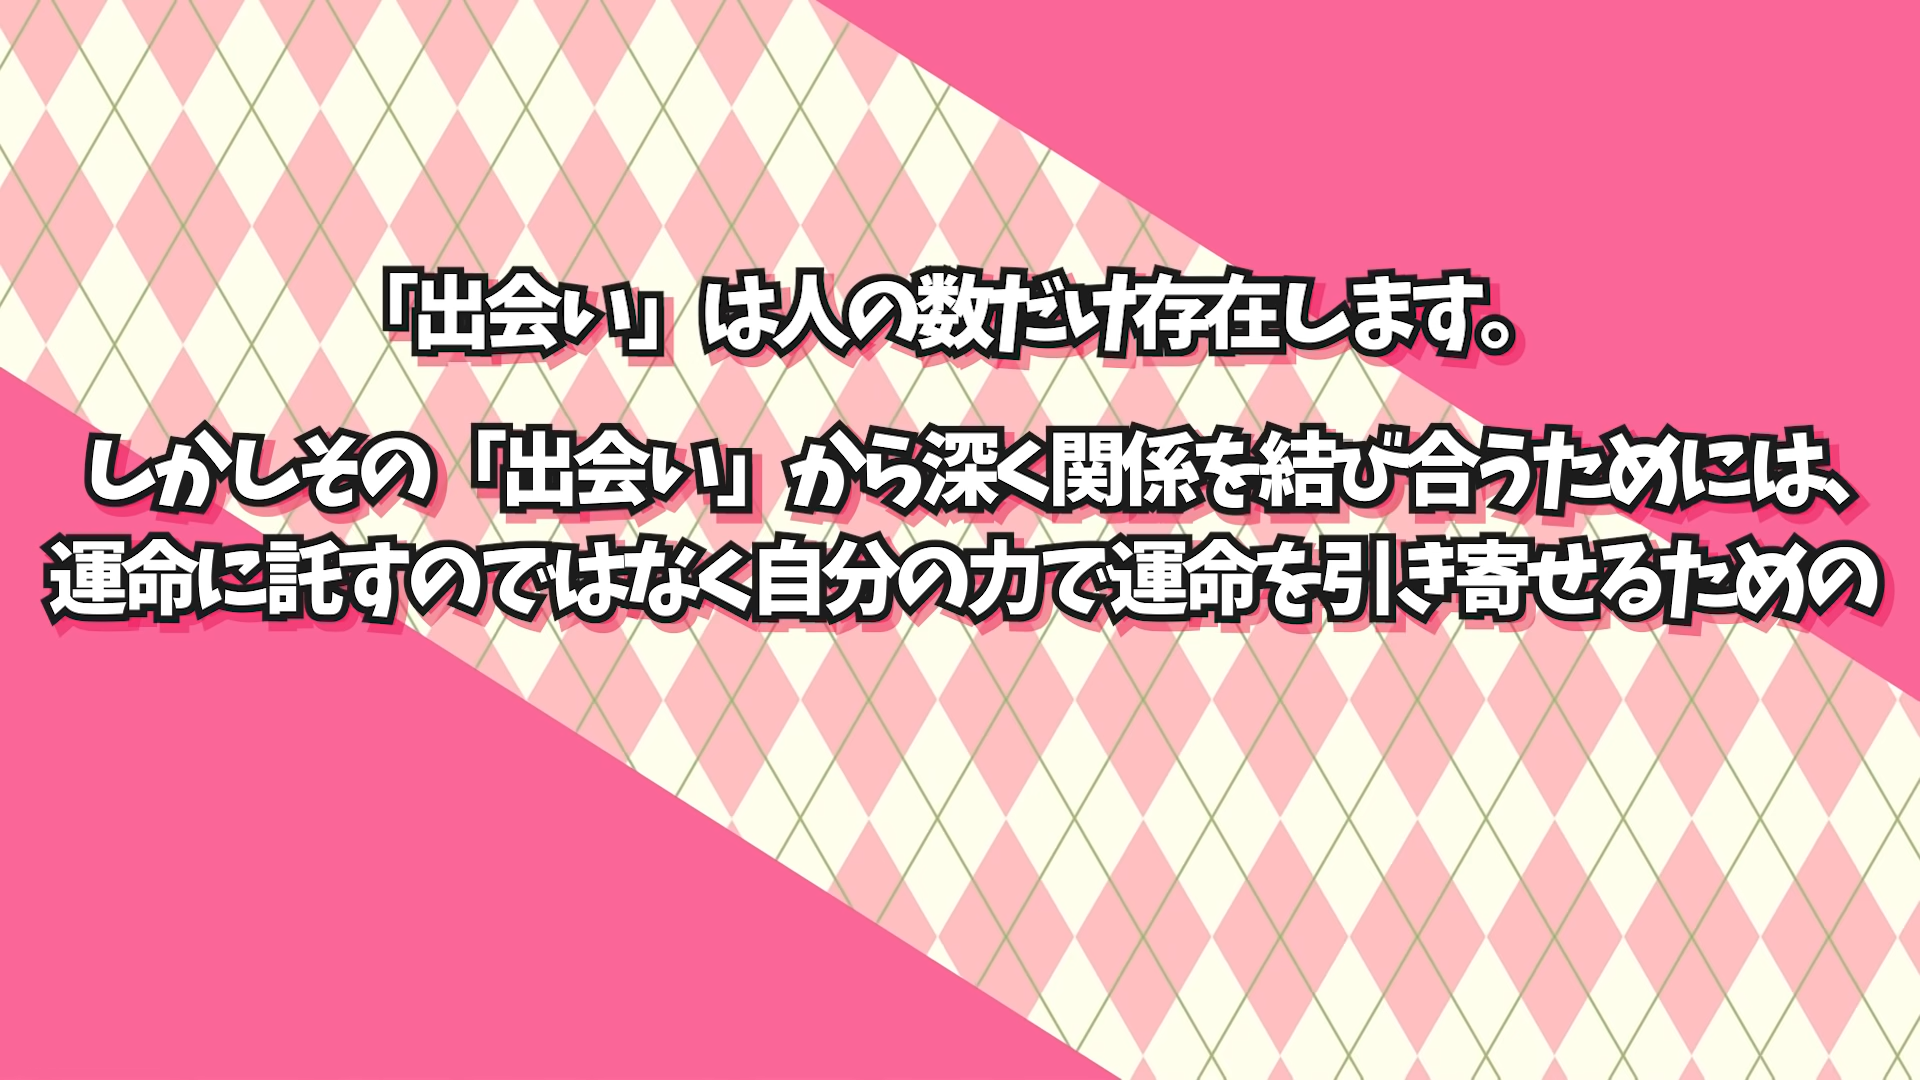 「出会い」は人の数だけ存在します。
しかしその「出会い」から深く関係を結び合うためには、
運命に託すのではなく自分の力で運命を引き寄せるための